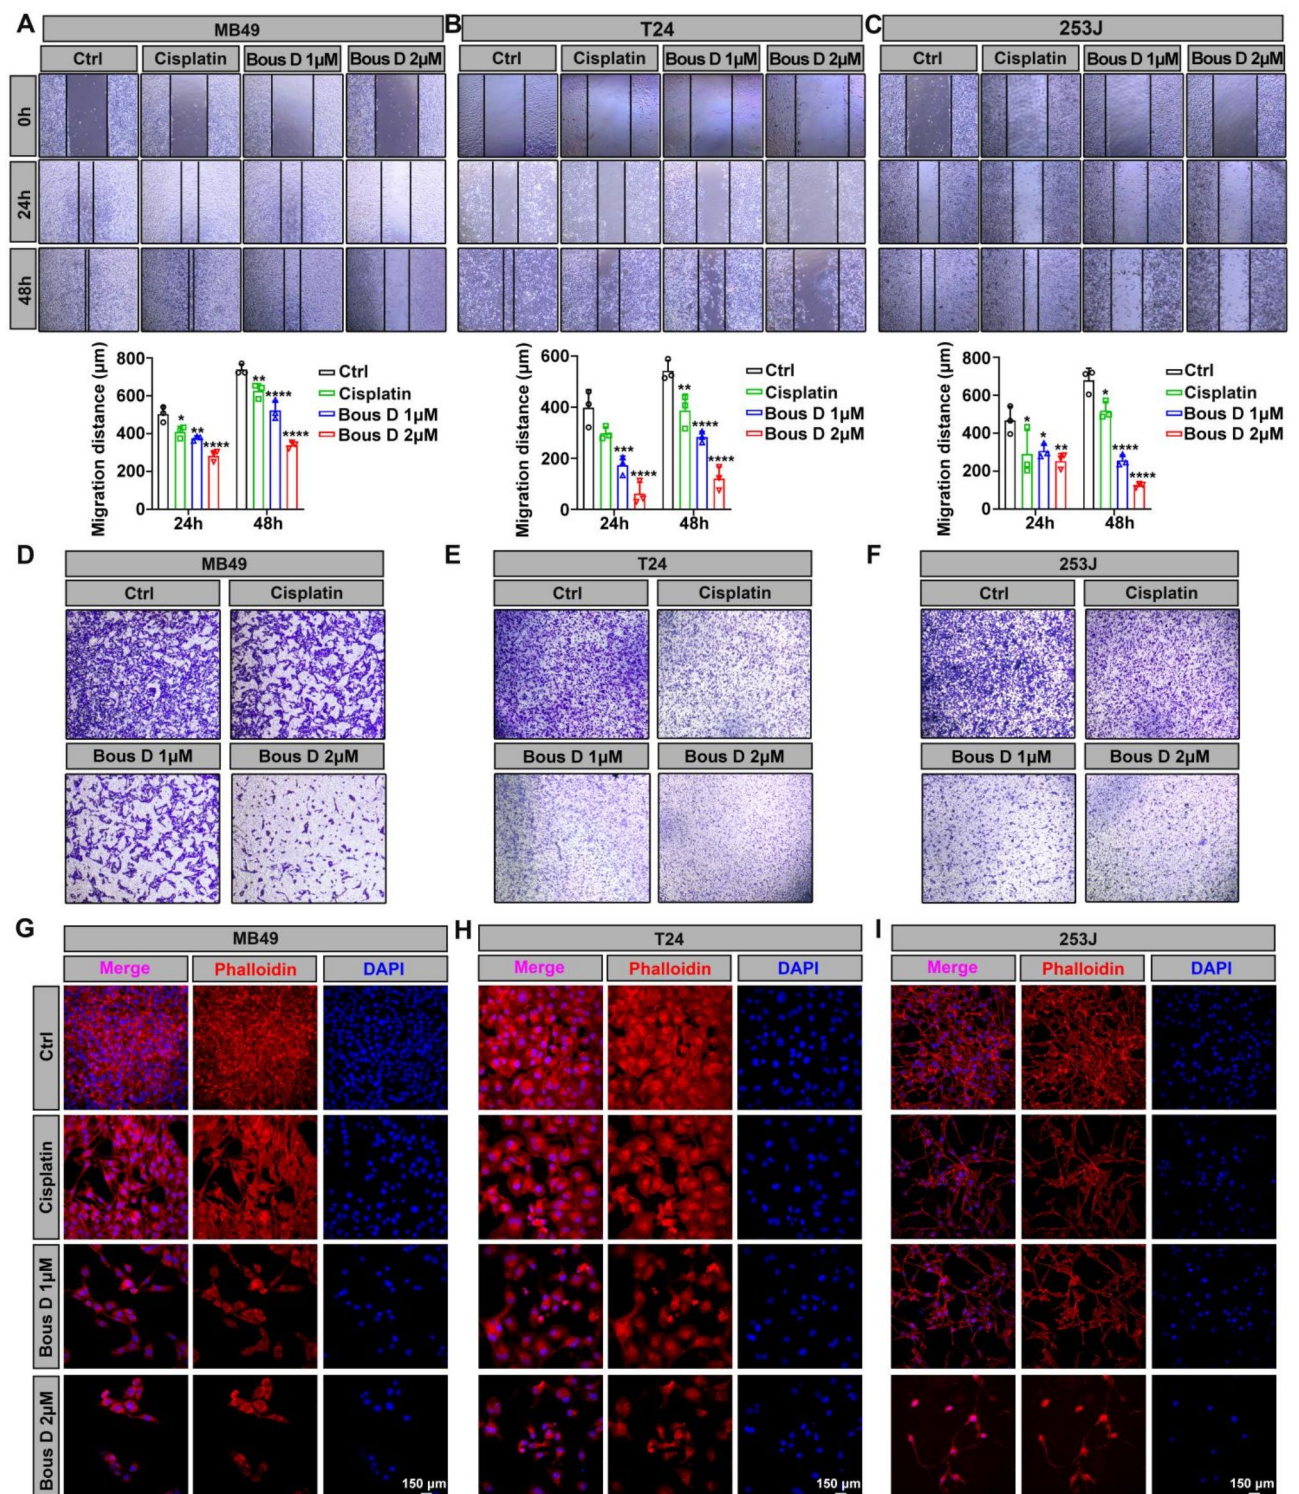 A
MB49
Ctrl Cisplatin Bous D 1μM Bous D 2μM
0h
24h
48h
Migration distance (μm)
800
600
400
200
0
* ** **** ** **** ****
24h 48h
Ctrl
Cisplatin
Bous D 1μM
Bous D 2μM
B
T24
Ctrl Cisplatin Bous D 1μM Bous D 2μM
Migration distance (μm)
600
400
200
0
*** **** ** **** ****
24h 48h
Ctrl
Cisplatin
Bous D 1μM
Bous D 2μM
C
253J
Ctrl Cisplatin Bous D 1μM Bous D 2μM
Migration distance (μm)
800
600
400
200
0
* * ** * **** ****
24h 48h
Ctrl
Cisplatin
Bous D 1μM
Bous D 2μM
D
MB49
Ctrl Cisplatin
Bous D 1μM Bous D 2μM
E
T24
Ctrl Cisplatin
Bous D 1μM Bous D 2μM
F
253J
Ctrl Cisplatin
Bous D 1μM Bous D 2μM
G
MB49
Merge Phalloidin DAPI
Ctrl
Cisplatin
Bous D 1μM
Bous D 2μM
150 μm
H
T24
Merge Phalloidin DAPI
150 μm
I
253J
Merge Phalloidin DAPI
150 μm